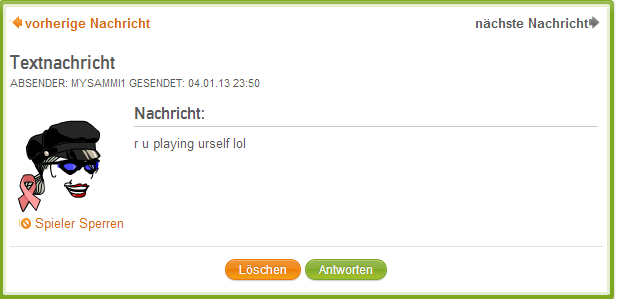 vorherige Nachricht nächste Nachricht
Textnachricht
ABSENDER: MYSAMMI1 GESENDET: 04.01.13 23:50
Nachricht:
r u playing urself lol
Spieler Sperren
Löschen Antworten